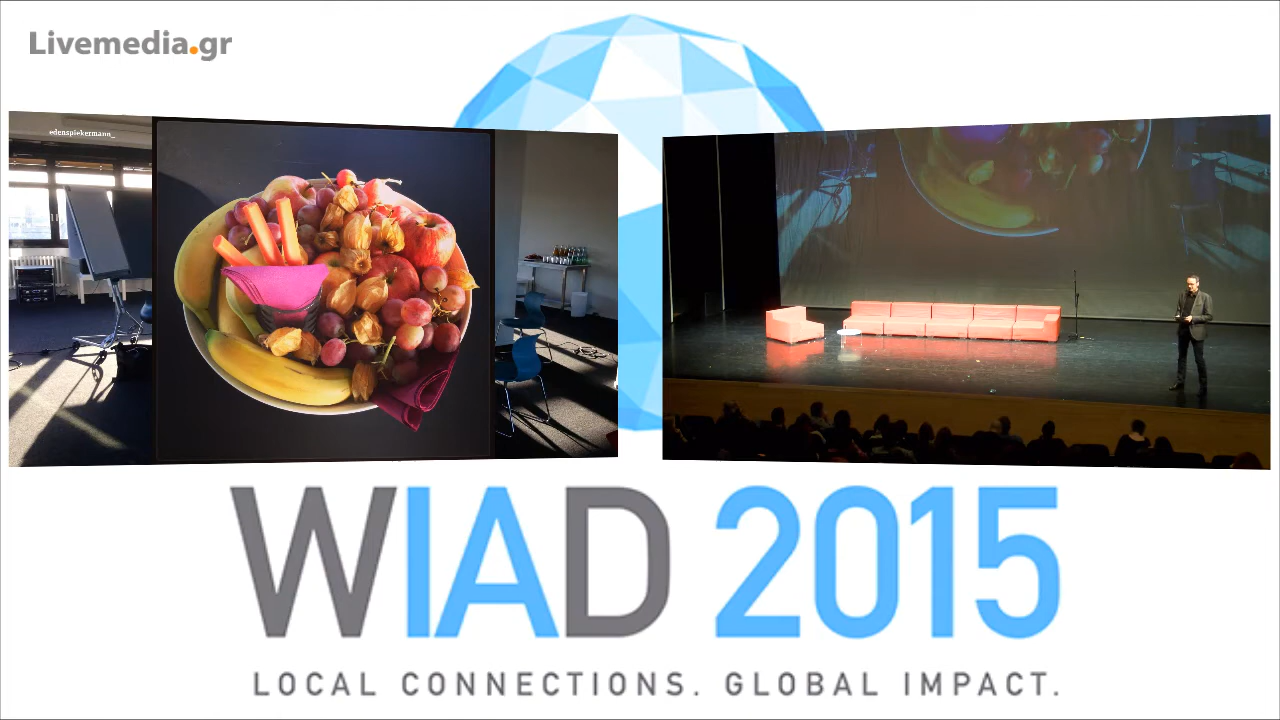 Livemedia.gr
edenspiekermann_
WIAD 2015
LOCAL CONNECTIONS. GLOBAL IMPACT.